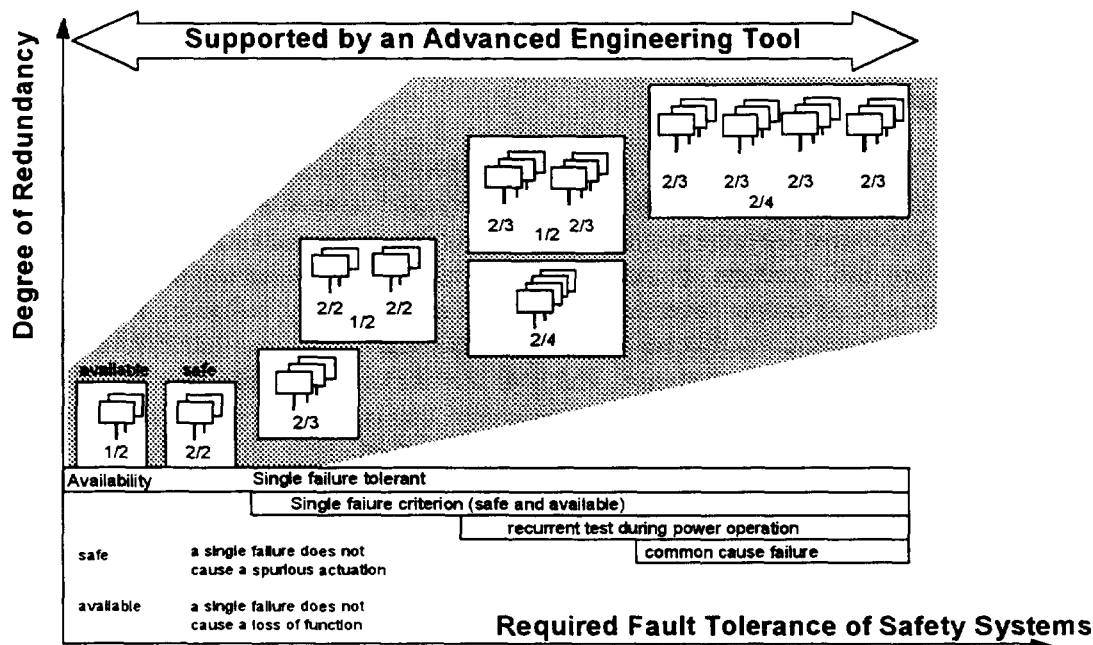 Supported by an Advanced Engineering Tool
Degree of Redundancy
2/3 2/3 2/3 2/3
2/4
2/3 1/2 2/3
2/2 2/2
1/2
2/4
available safe
2/3
1/2 2/2
Availability Single failure tolerant
Single faiure criterion (safe and available)
recurrent test during power operation
common cause failure
safe a single failure does not
cause a spurious actuation
available a single failure does not
cause a loss of function
Required Fault Tolerance of Safety Systems